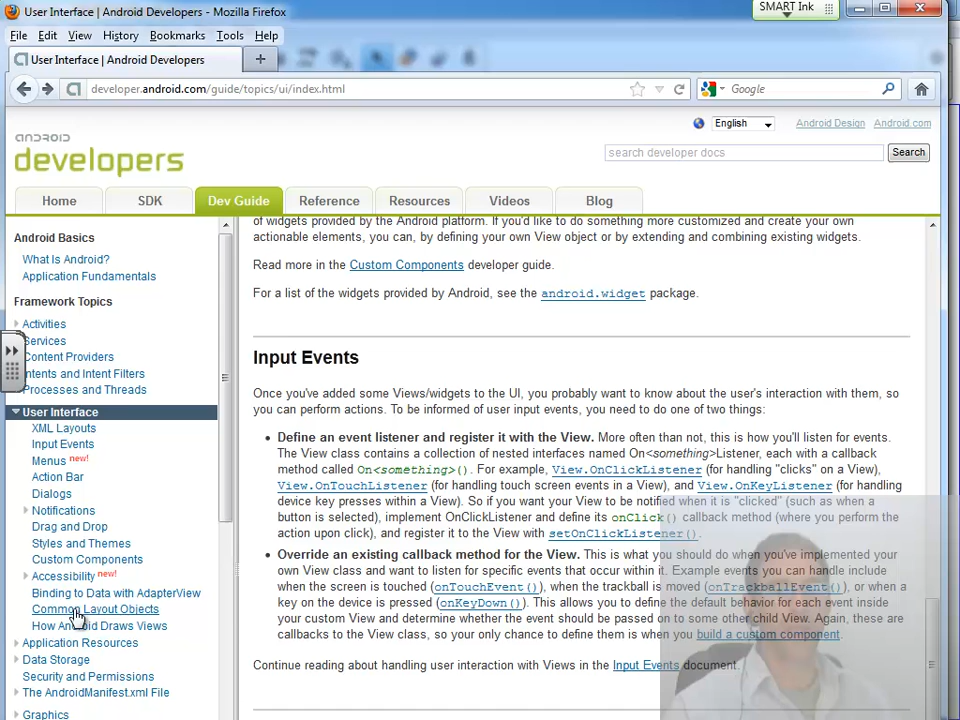 User Interface | Android Developers - Mozilla Firefox
SMART Ink
File Edit View History Bookmarks Tools Help
User Interface | Android Developers
developer.android.com/guide/topics/ui/index.html
Google
English
Android Design
Android.com
ANDROID
developers
search developer docs
Search
Home
SDK
Dev Guide
Reference
Resources
Videos
Blog
Android Basics
What Is Android?
Application Fundamentals
Framework Topics
Activities
Services
Content Providers
Intents and Intent Filters
Processes and Threads
User Interface
XML Layouts
Input Events
Menus new!
Action Bar
Dialogs
Notifications
Drag and Drop
Styles and Themes
Custom Components
Accessibility new!
Binding to Data with AdapterView
Common Layout Objects
How Android Draws Views
Application Resources
Data Storage
Security and Permissions
The AndroidManifest.xml File
Graphics
of widgets provided by the Android platform. If you'd like to do something more customized and create your own
actionable elements, you can, by defining your own View object or by extending and combining existing widgets.
Read more in the Custom Components developer guide.
For a list of the widgets provided by Android, see the android.widget package.
Input Events
Once you've added some Views/widgets to the UI, you probably want to know about the user's interaction with them, so
you can perform actions. To be informed of user input events, you need to do one of two things:
• Define an event listener and register it with the View. More often than not, this is how you'll listen for events.
The View class contains a collection of nested interfaces named On<something>Listener, each with a callback
method called On<something>(). For example, View.OnClickListener (for handling "clicks" on a View),
View.OnTouchListener (for handling touch screen events in a View), and View.OnKeyListener (for handling
device key presses within a View). So if you want your View to be notified when it is "clicked" (such as when a
button is selected), implement OnClickListener and define its onClick() callback method (where you perform the
action upon click), and register it to the View with setOnClickListener().
• Override an existing callback method for the View. This is what you should do when you've implemented your
own View class and want to listen for specific events that occur within it. Example events you can handle include
when the screen is touched (onTouchEvent()), when the trackball is moved (onTrackballEvent()), or when a
key on the device is pressed (onKeyDown()). This allows you to define the default behavior for each event inside
your custom View and determine whether the event should be passed on to some other child View. Again, these are
callbacks to the View class, so your only chance to define them is when you build a custom component.
Continue reading about handling user interaction with Views in the Input Events document.